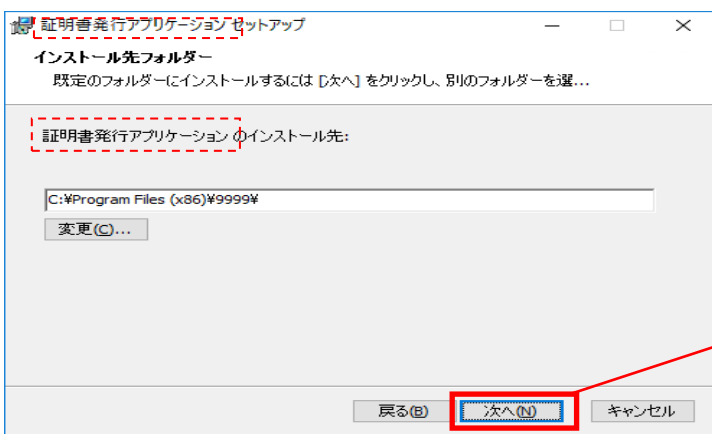 証明書発行アプリケーション セットアップ
インストール先フォルダー
既定のフォルダーにインストールするには [次へ] をクリックし、別のフォルダーを選...
証明書発行アプリケーション のインストール先:
C:¥Program Files (x86)¥9999¥
変更(C)...
戻る(B) 次へ(N) キャンセル